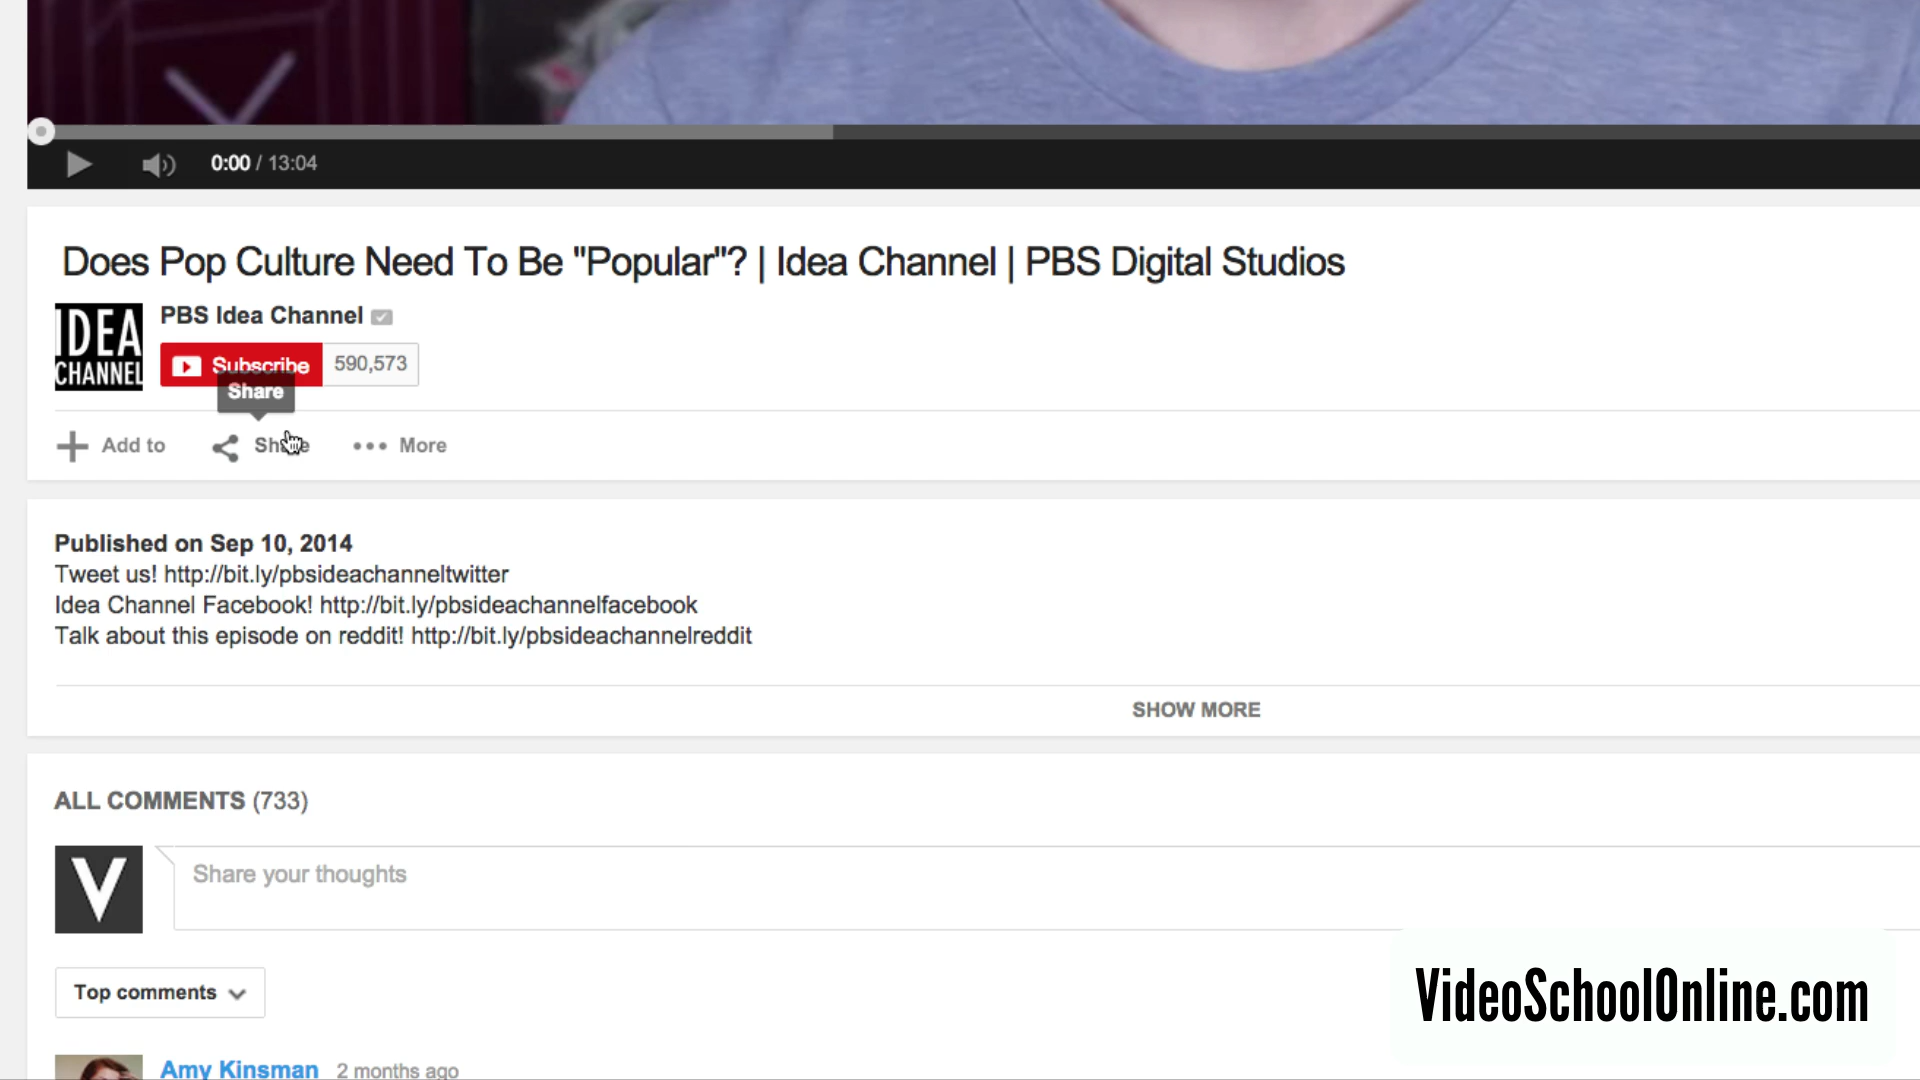 0:00 / 13:04
Does Pop Culture Need To Be "Popular"? | Idea Channel | PBS Digital Studios
IDEA
CHANNEL
PBS Idea Channel
Subscribe 590,573
Share
Add to Share ••• More
Published on Sep 10, 2014
Tweet us! http://bit.ly/pbsideachanneltwitter
Idea Channel Facebook! http://bit.ly/pbsideachannelfacebook
Talk about this episode on reddit! http://bit.ly/pbsideachannelreddit
SHOW MORE
ALL COMMENTS (733)
V
Share your thoughts
Top comments
VideoSchoolOnline.com
Amy Kinsman 2 months ago